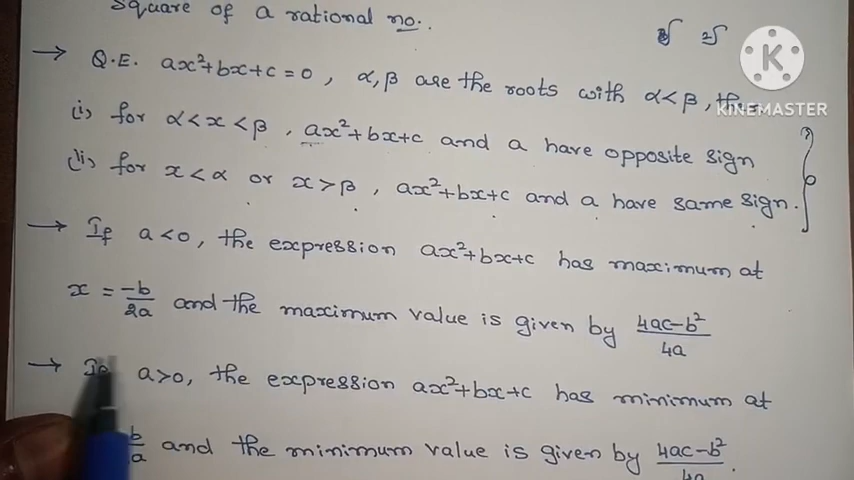 square of a rational no.
→ Q.E. ax²+bx+c=0, α,β are the roots with α<β, then
KINEMASTER
(i) for α<x<β, ax²+bx+c and a have opposite sign
(ii) for x<α or x>β, ax²+bx+c and a have same sign.
→ If a<0, the expression ax²+bx+c has maximum at
x = -b/2a and the maximum value is given by 4ac-b²/4a
→ If a>0, the expression ax²+bx+c has minimum at
b/a and the minimum value is given by 4ac-b²/4a.